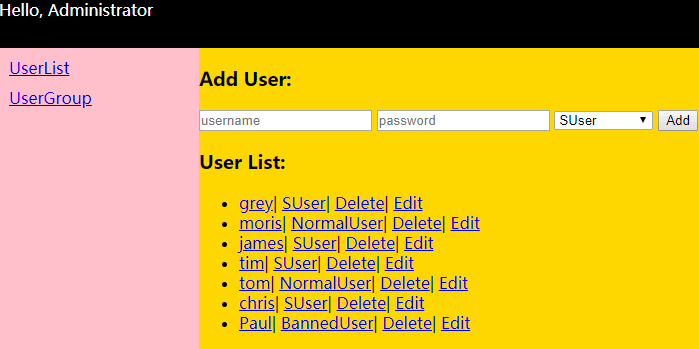 Hello, Administrator
UserList
UserGroup
Add User:
username password SUser Add
User List:
grey| SUser| Delete| Edit
moris| NormalUser| Delete| Edit
james| SUser| Delete| Edit
tim| SUser| Delete| Edit
tom| NormalUser| Delete| Edit
chris| SUser| Delete| Edit
Paul| BannedUser| Delete| Edit